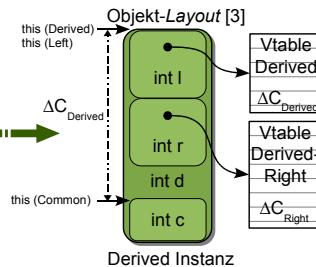 Objekt-Layout [3]
this (Derived)
this (Left)
ΔC Derived
this (Common)
int l
int r
int d
int c
Derived Instanz
Vtable
Derived
ΔC Derived
Vtable
Derived-
Right
ΔC Right